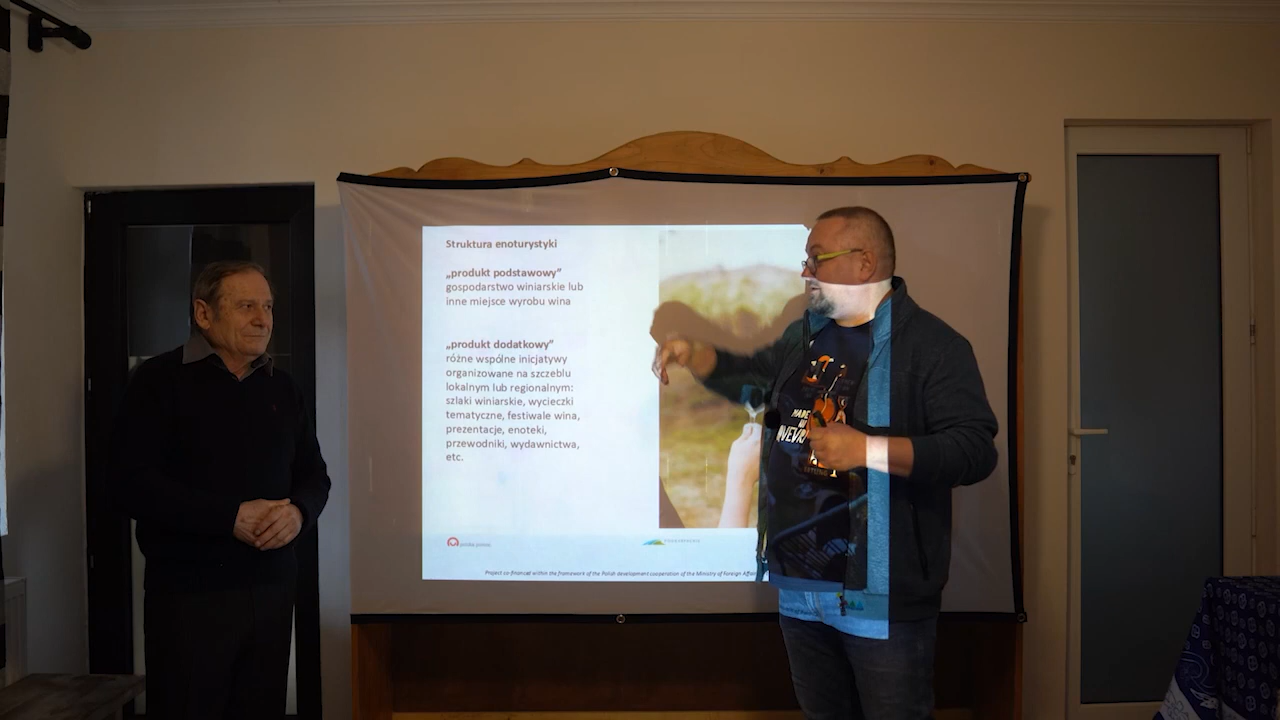 Struktura enoturystyki
„produkt podstawowy”
gospodarstwo winiarskie lub
inne miejsce wyrobu wina
„produkt dodatkowy”
różne wspólne inicjatywy
organizowane na szczeblu
lokalnym lub regionalnym:
szlaki winiarskie, wycieczki
tematyczne, festiwale wina,
prezentacje, enoteki,
przewodniki, wydawnictwa,
etc.
Project co-financed within the framework of the Polish development cooperation of the Ministry of Foreign Affai
MADE